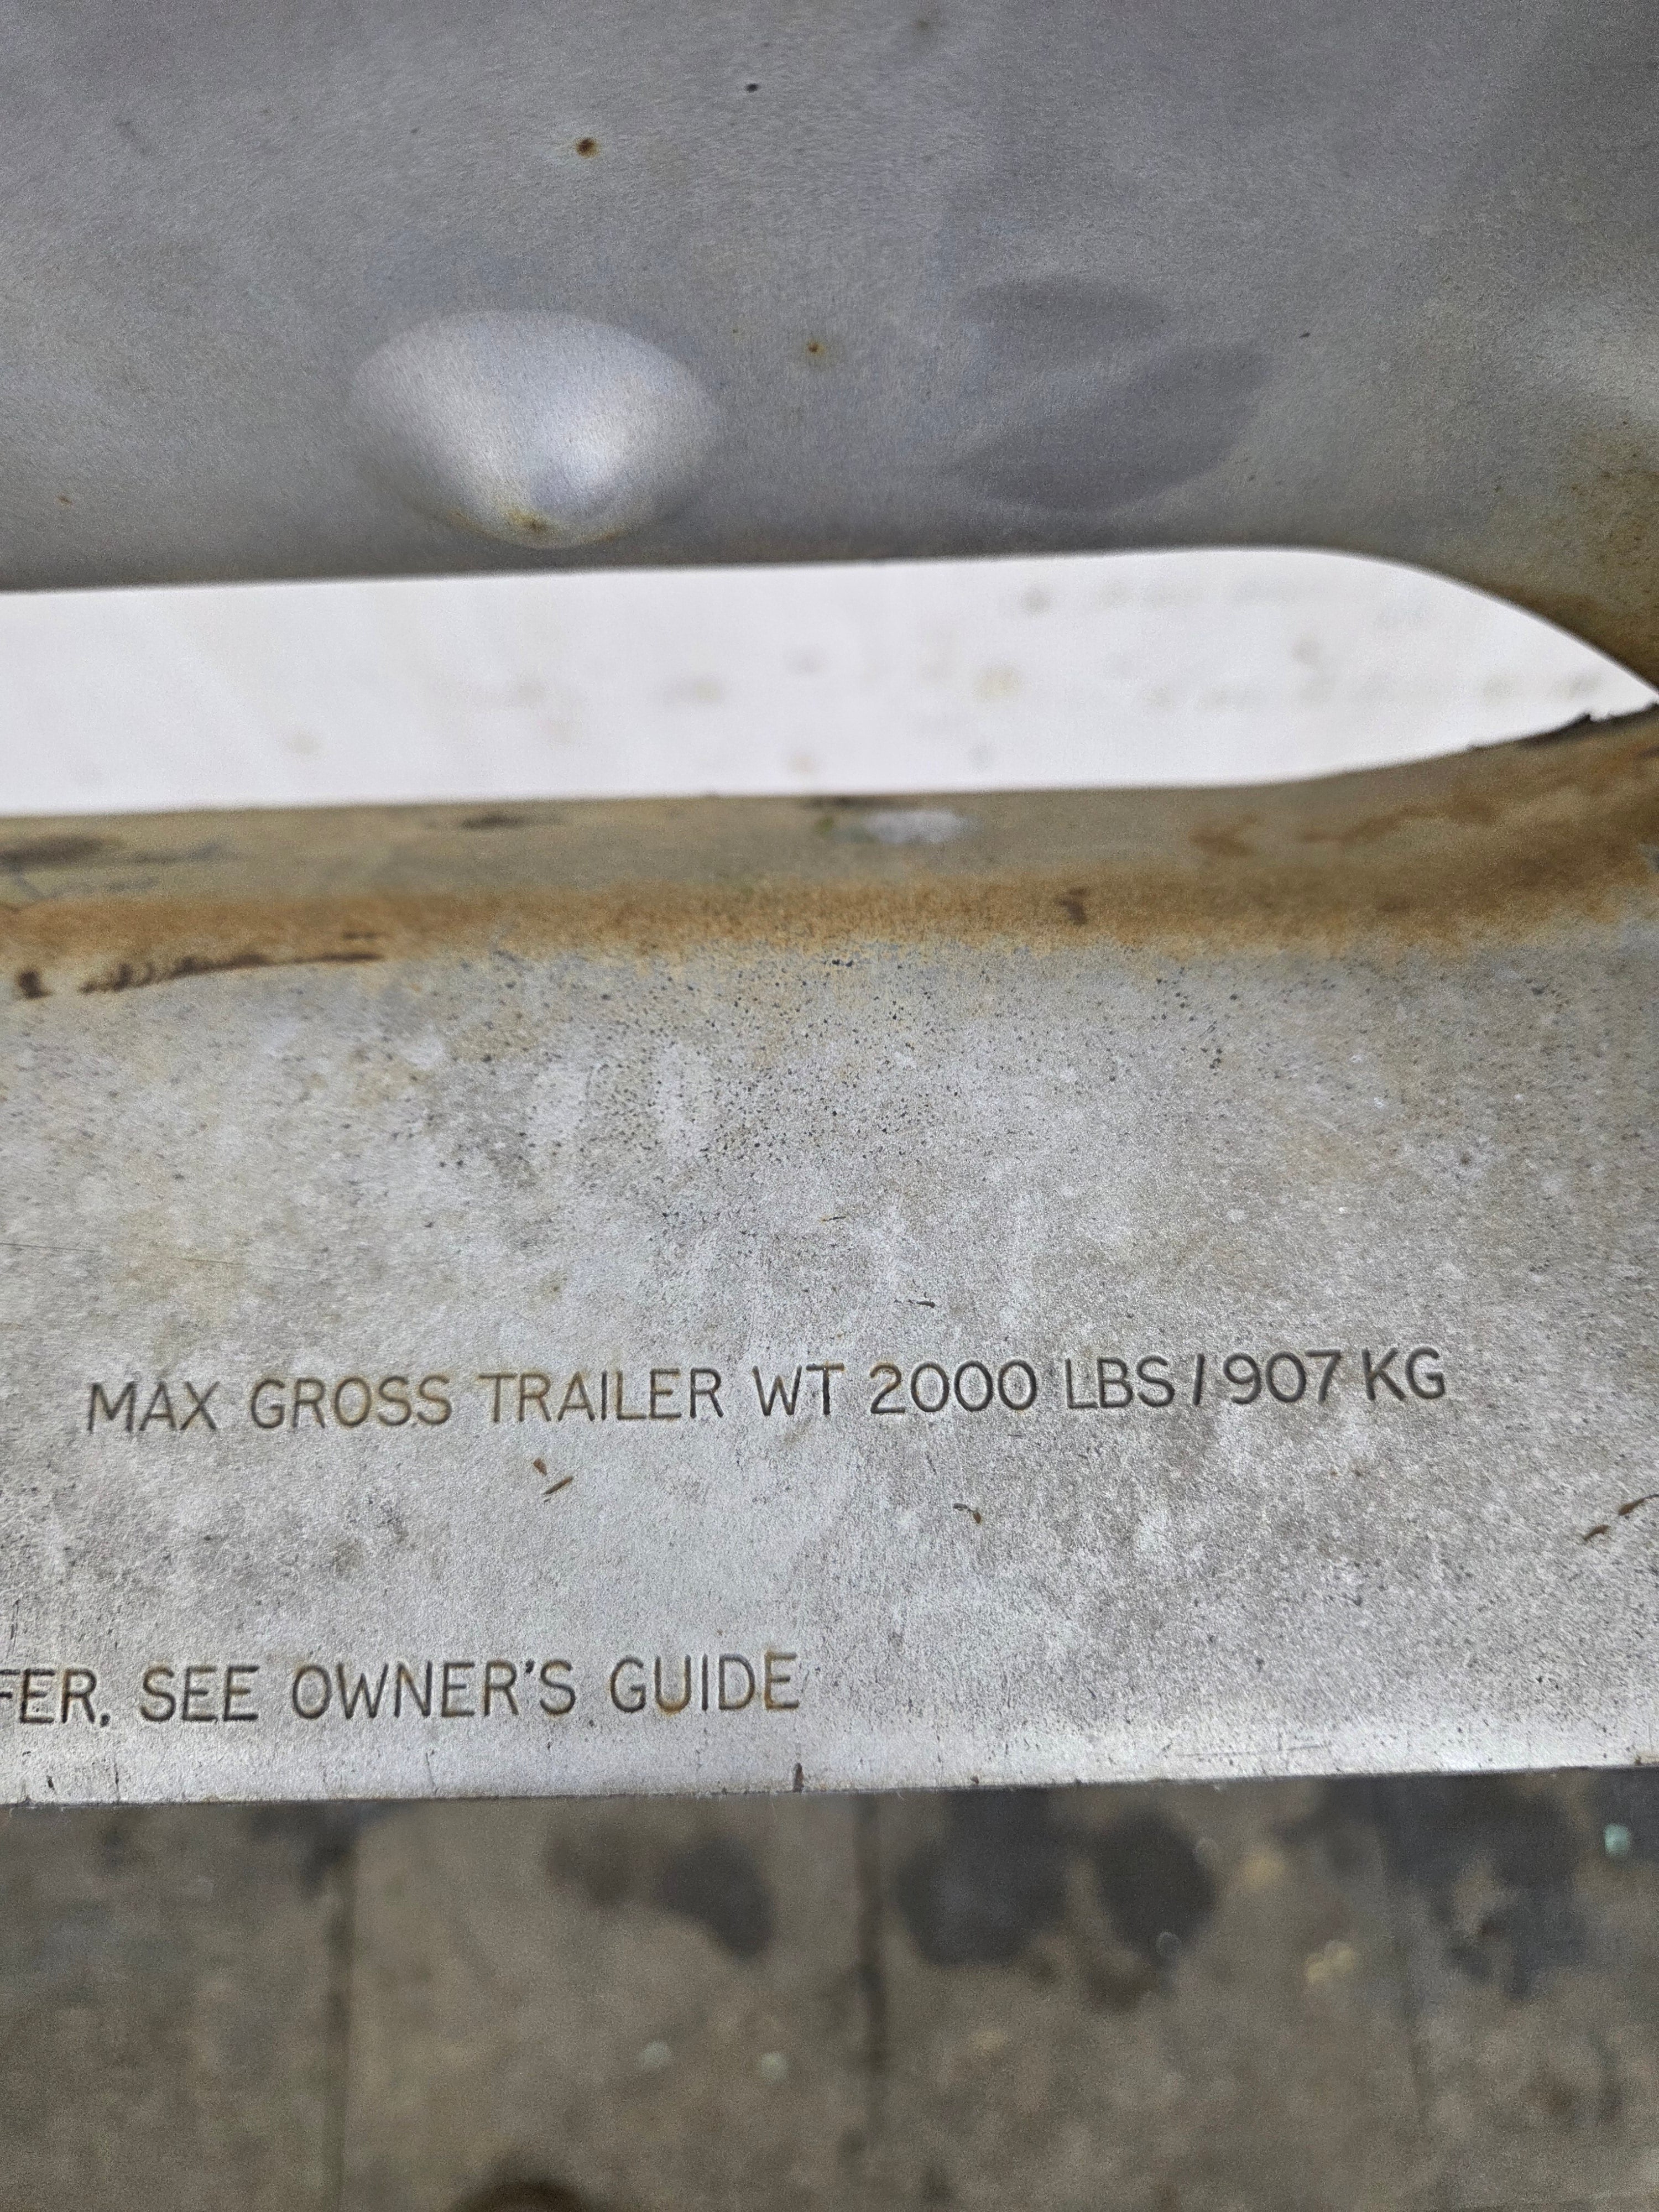 MAX GROSS TRAILER WT 2000 LBS/907 KG
FER, SEE OWNER'S GUIDE